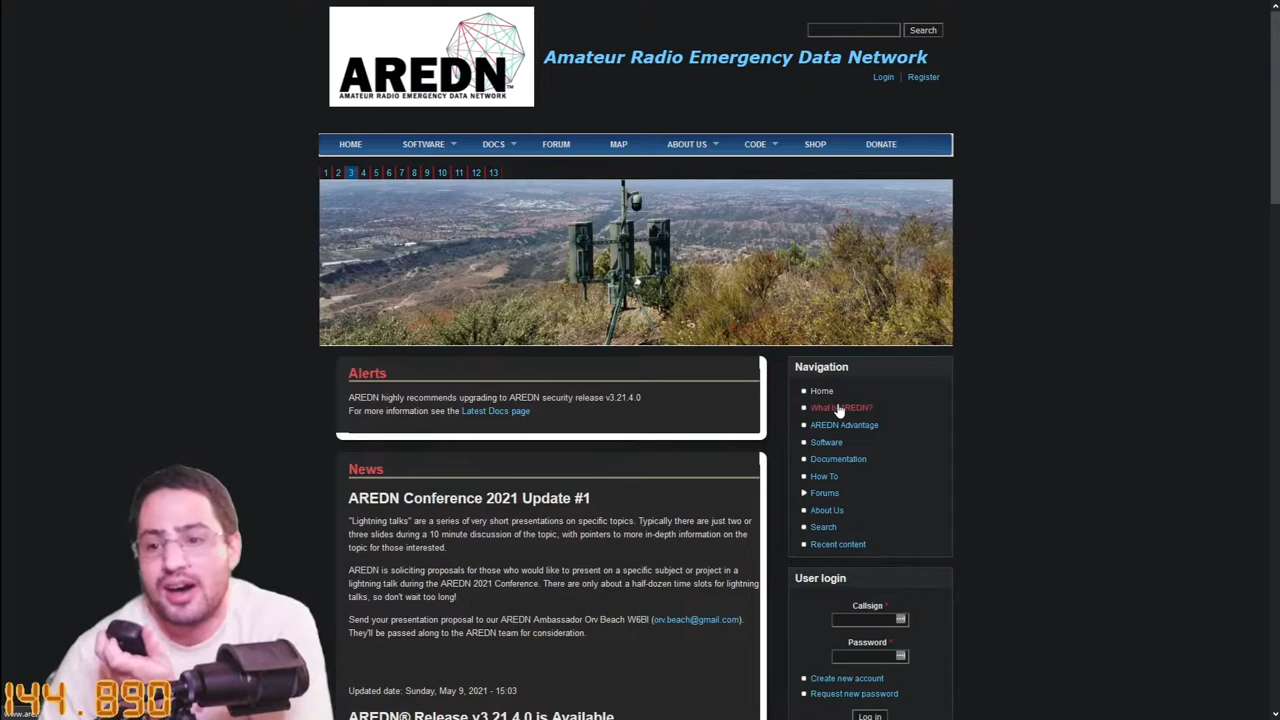 AREDN™
AMATEUR RADIO EMERGENCY DATA NETWORK
Search
Amateur Radio Emergency Data Network
Login | Register
HOME SOFTWARE DOCS FORUM MAP ABOUT US CODE SHOP DONATE
1 2 3 4 5 6 7 8 9 10 11 12 13
Alerts
AREDN highly recommends upgrading to AREDN security release v3.21.4.0
For more information see the Latest Docs page
News
AREDN Conference 2021 Update #1
"Lightning talks" are a series of very short presentations on specific topics. Typically there are just two or
three slides during a 10 minute discussion of the topic, with pointers to more in-depth information on the
topic for those interested.
AREDN is soliciting proposals for those who would like to present on a specific subject or project in a
lightning talk during the AREDN 2021 Conference. There are only about a half-dozen time slots for lightning
talks, so don't wait too long!
Send your presentation proposal to our AREDN Ambassador Orv Beach W6BI (orv.beach@gmail.com).
They'll be passed along to the AREDN team for consideration.
Updated date: Sunday, May 9, 2021 - 15:03
AREDN® Release v3.21.4.0 is Available
Navigation
Home
What is AREDN?
AREDN Advantage
Software
Documentation
How To
Forums
About Us
Search
Recent content
User login
Callsign *
Password *
Create new account
Request new password
Log in
144.890